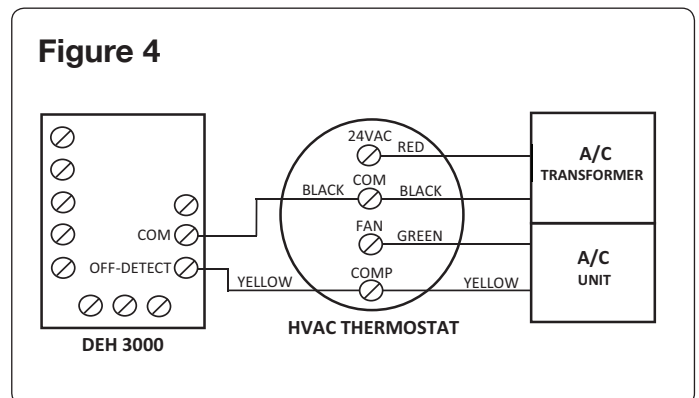 Figure 4
24VAC
RED
A/C
TRANSFORMER
COM
BLACK
BLACK
COM
FAN
GREEN
OFF-DETECT
COMP
A/C
UNIT
YELLOW
YELLOW
HVAC THERMOSTAT
DEH 3000